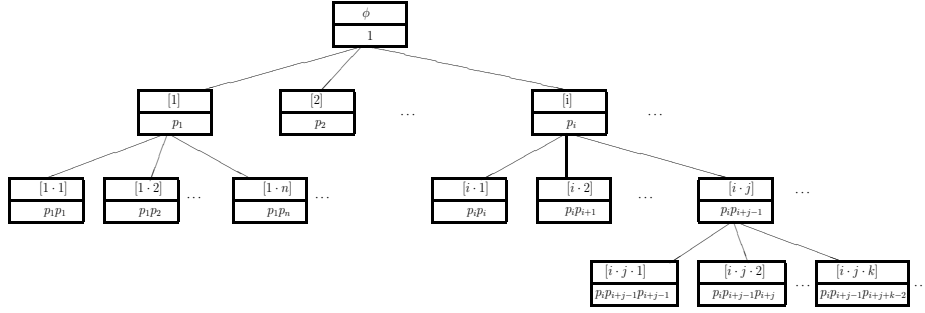 ϕ
1
[1] [2] [i]
p₁ p₂ ⋯ pᵢ ⋯
[1 · 1] [1 · 2] [1 · n] [i · 1] [i · 2] [i · j]
p₁p₁ p₁p₂ ⋯ p₁pₙ ⋯ pᵢpᵢ pᵢpᵢ₊₁ ⋯ pᵢpᵢ₊ⱼ₋₁ ⋯
[i · j · 1] [i · j · 2] [i · j · k]
pᵢpᵢ₊ⱼ₋₁pᵢ₊ⱼ₋₁ pᵢpᵢ₊ⱼ₋₁pᵢ₊ⱼ ⋯ pᵢpᵢ₊ⱼ₋₁pᵢ₊ⱼ₊ₖ₋₂ ⋯